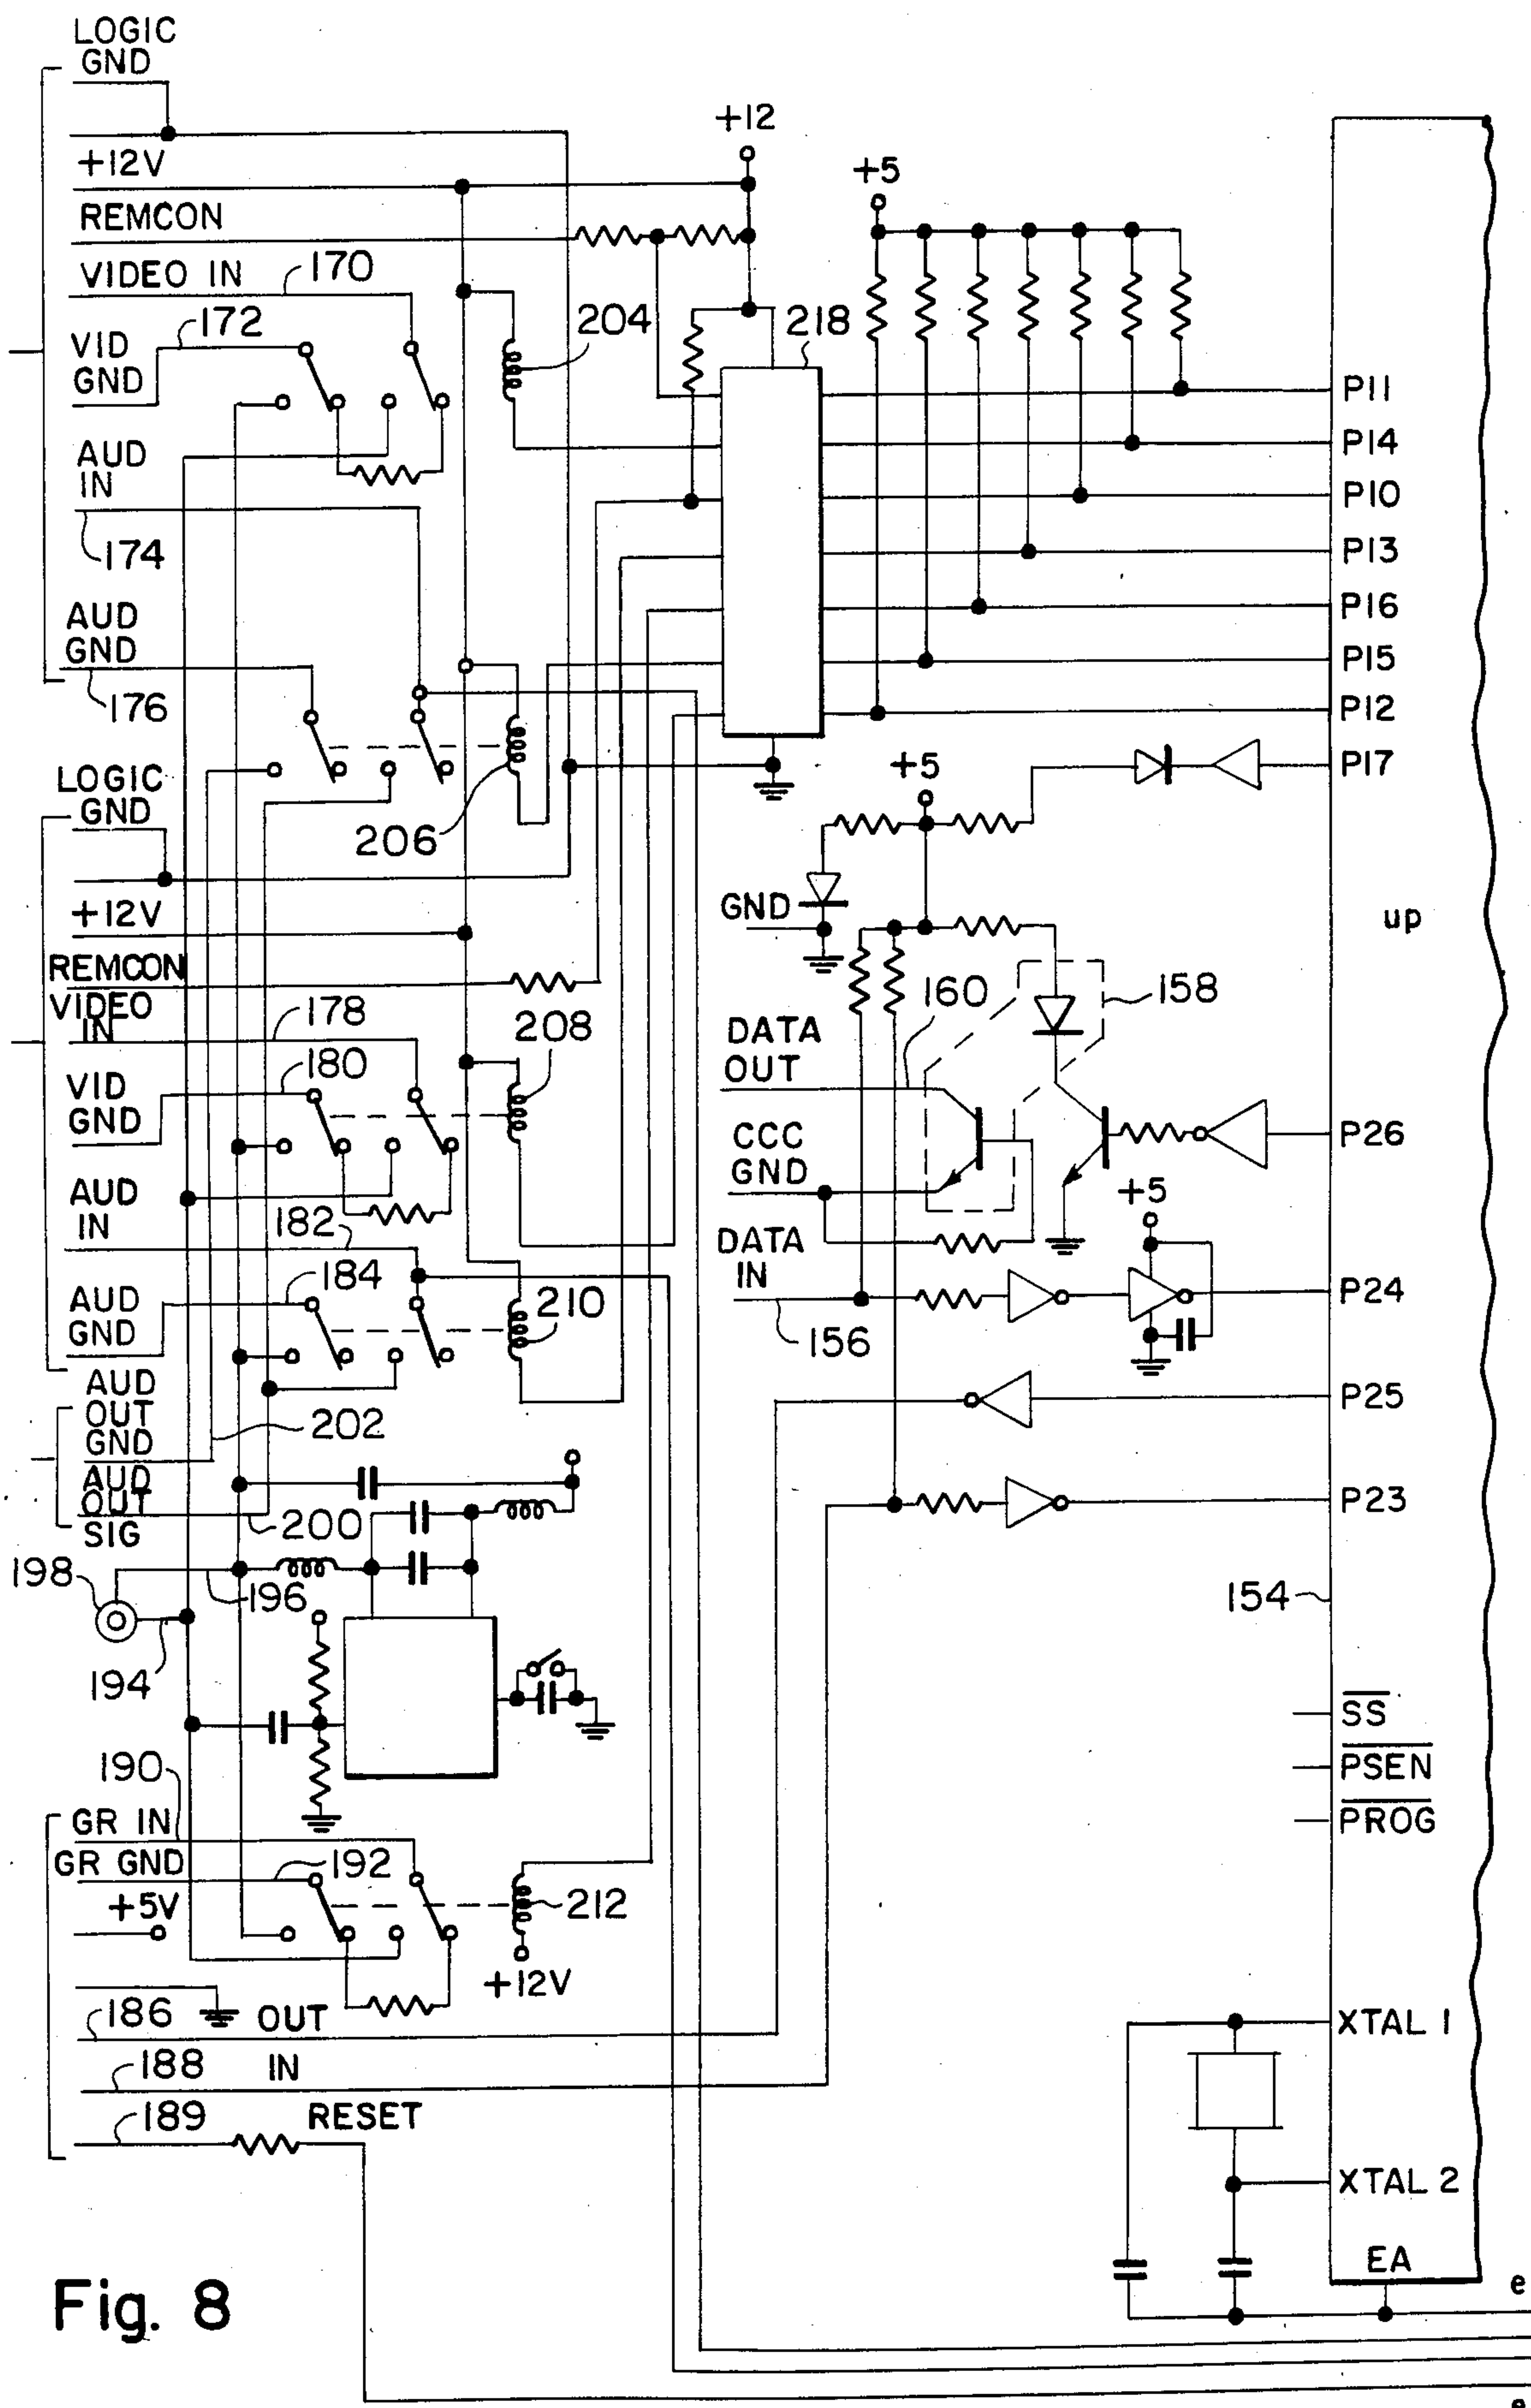 LOGIC
GND
+12V
REMCON
VIDEO IN
170
172
VID
GND
AUD
IN
174
AUD
GND
176
+12
+5
204
218
206
P11
P14
P10
P13
P16
P15
P12
P17
up
P26
P24
P25
P23
154
SS
PSEN
PROG
XTAL 1
XTAL 2
EA
LOGIC
GND
+12V
REMCON
VIDEO
IN
178
180
208
VID
GND
AUD
IN
182
184
AUD
GND
210
+5
GND
160
158
DATA
OUT
CCC
GND
+5
DATA
IN
156
AUD
OUT
GND
202
AUD
OUT
SIG
200
198
196
194
190
GR IN
GR GND
192
+5V
212
+12V
186
OUT
188
IN
189
RESET
Fig. 8
e
e